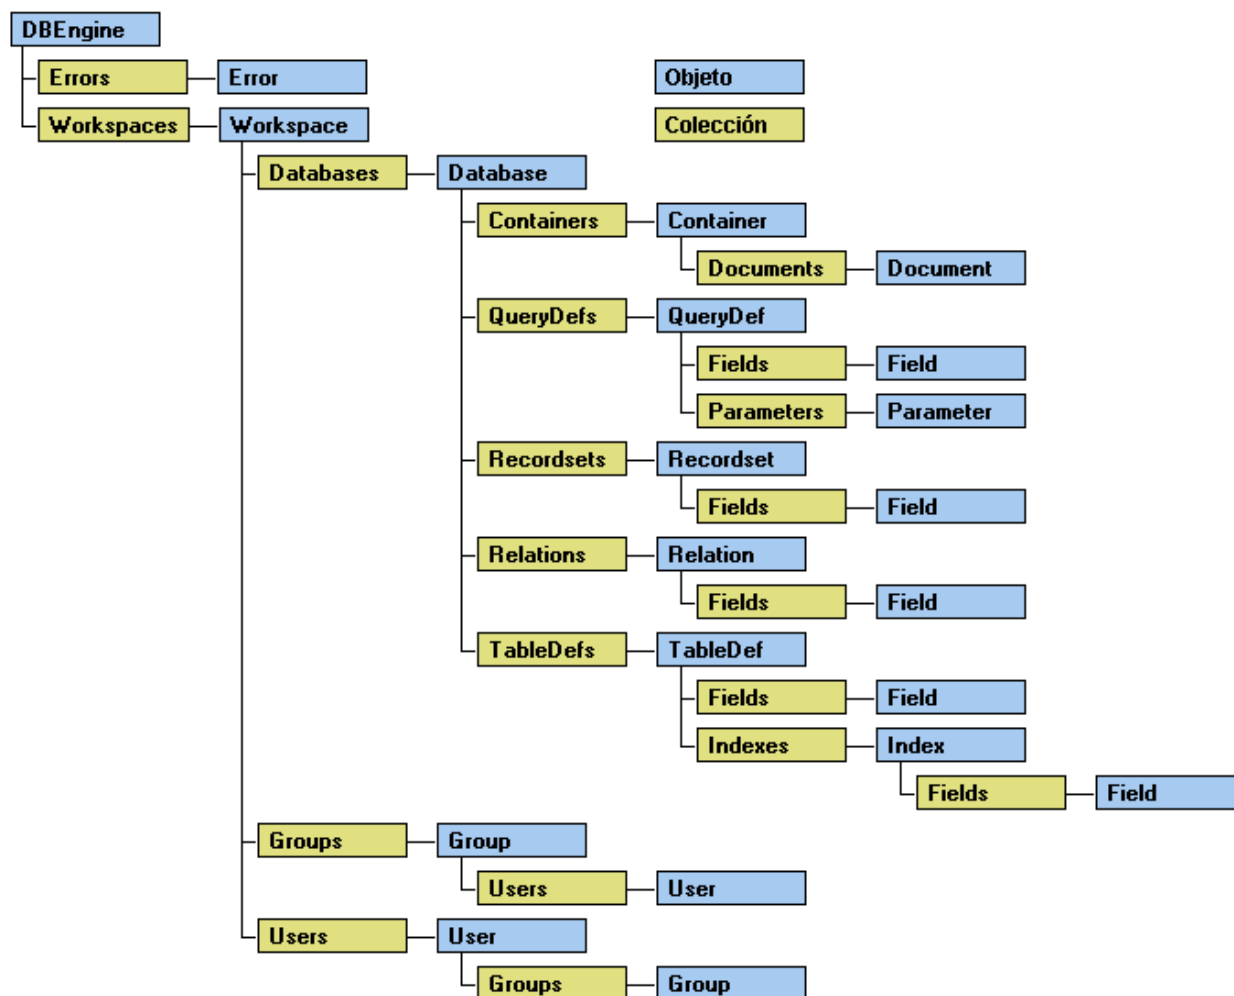 DBEngine
Errors Error Objeto
Workspaces Workspace Colección
Databases Database
Containers Container
Documents Document
QueryDefs QueryDef
Fields Field
Parameters Parameter
Recordsets Recordset
Fields Field
Relations Relation
Fields Field
TableDefs TableDef
Fields Field
Indexes Index
Fields Field
Groups Group
Users User
Users User
Groups Group